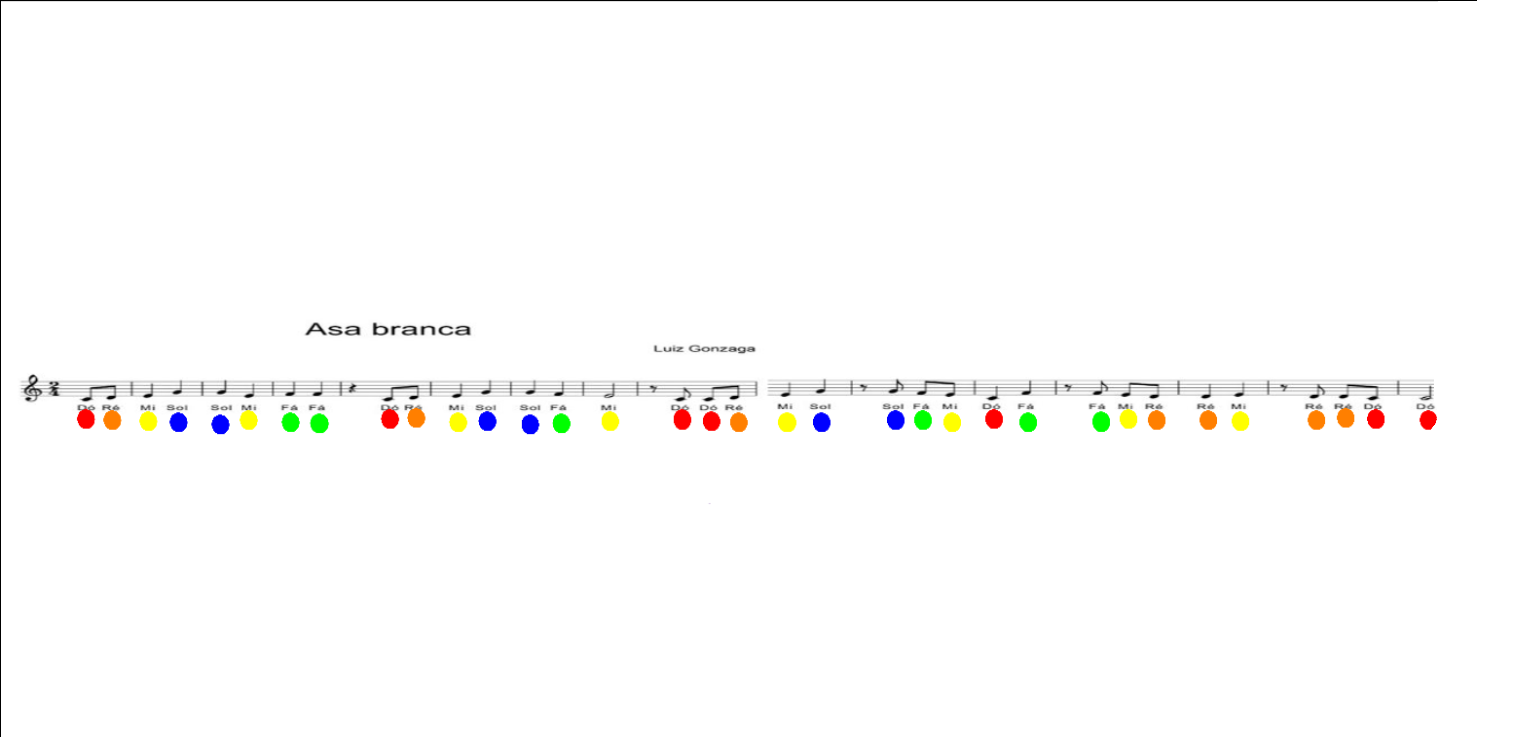 Asa branca
Luiz Gonzaga
2
4
Dó Ré Mi Sol Sol Mi Fá Fá Dó Ré Mi Sol Sol Fá Mi Dó Dó Ré Mi Sol Sol Fá Mi Dó Fá Fá Mi Ré Ré Mi Ré Ré Dó Dó